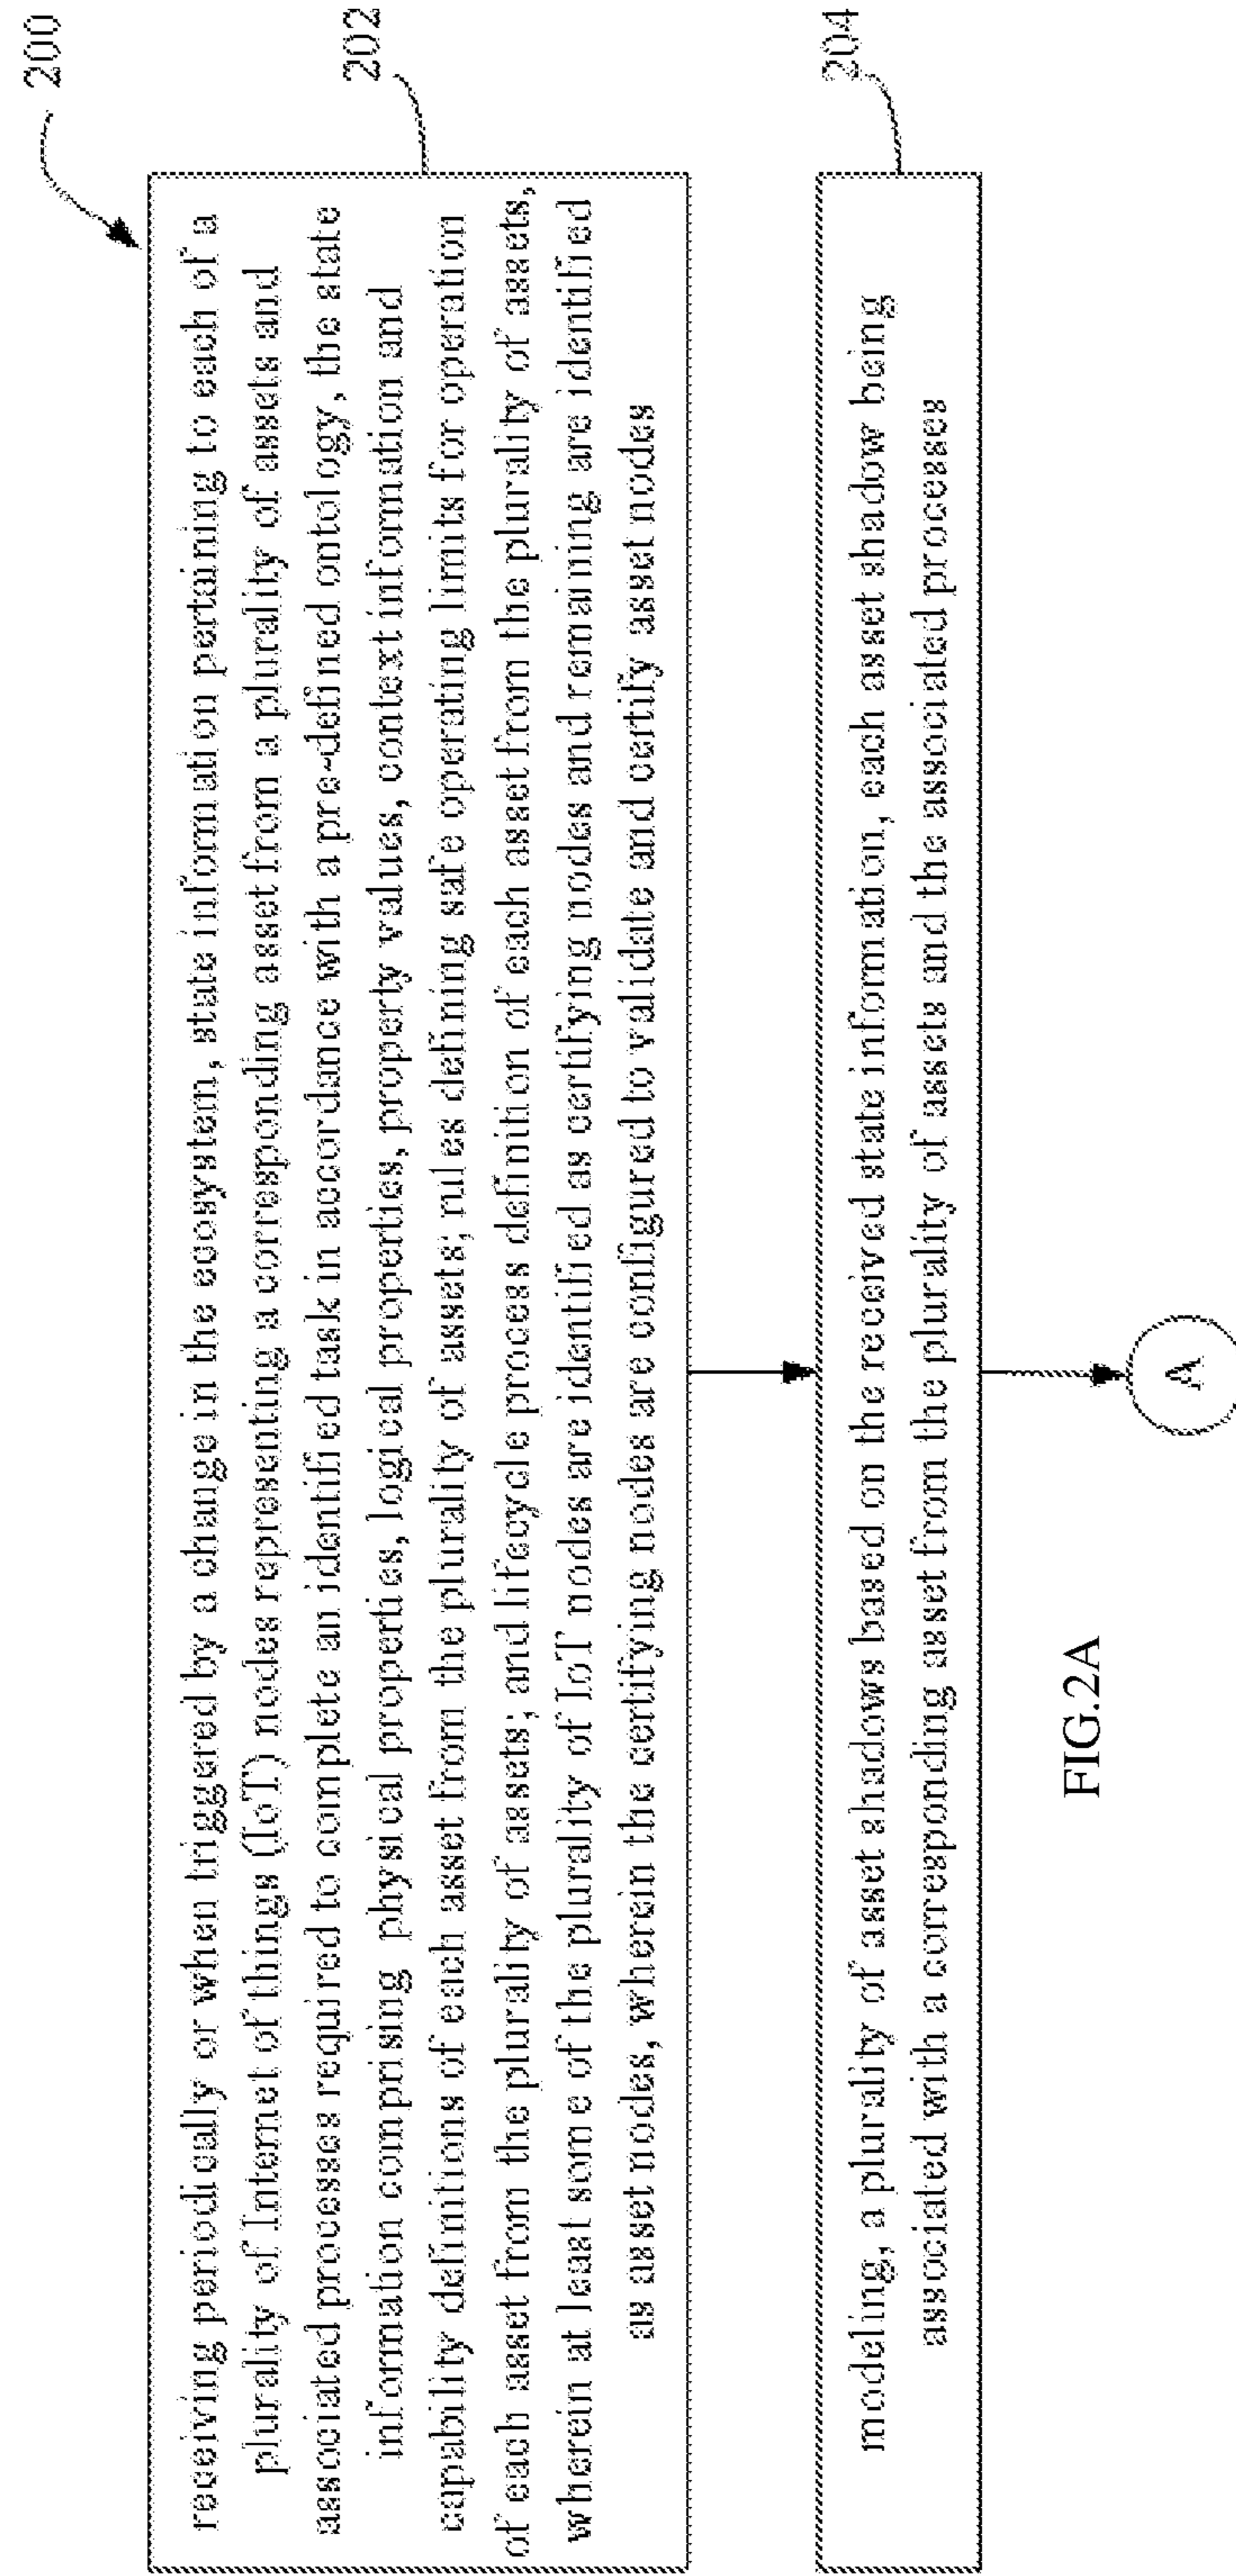 200
receiving periodically or when triggered by a change in the ecosystem, state information pertaining to each of a
plurality of Internet of things (IoT) nodes representing a corresponding asset from a plurality of assets and
associated processes required to complete an identified task in accordance with a pre-defined ontology, the state
information comprising physical properties, logical properties, property values, context information and
capability definitions of each asset from the plurality of assets; rules defining safe operating limits for operation
of each asset from the plurality of assets; and lifecycle process definition of each asset from the plurality of assets,
wherein at least some of the plurality of IoT nodes are identified as certifying nodes and remaining are identified
as asset nodes, wherein the certifying nodes are configured to validate and certify asset nodes
202
modeling, a plurality of asset shadows based on the received state information, each asset shadow being
associated with a corresponding asset from the plurality of assets and the associated processes
204
A
FIG.2A